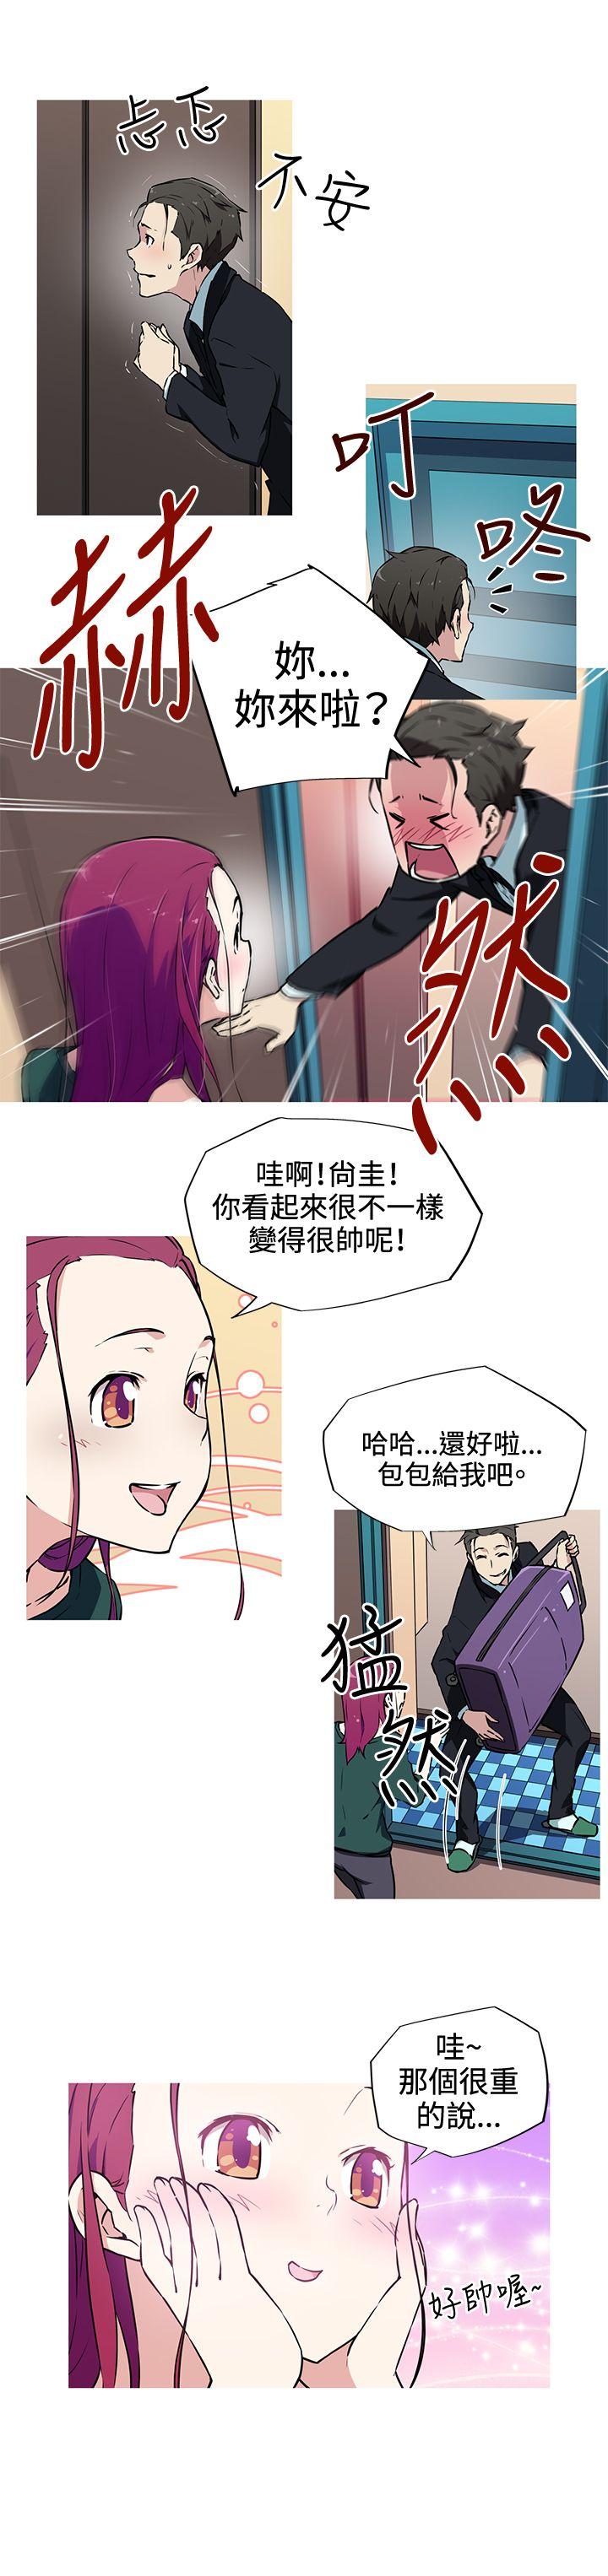 忐忑
不安
叮咚
赫然
妳…
妳來啦？
哇啊！尙圭！
你看起來很不一樣
變得很帥呢！
哈哈…還好啦…
包包給我吧。
猛然
哇~
那個很重
的說…
好帥喔~